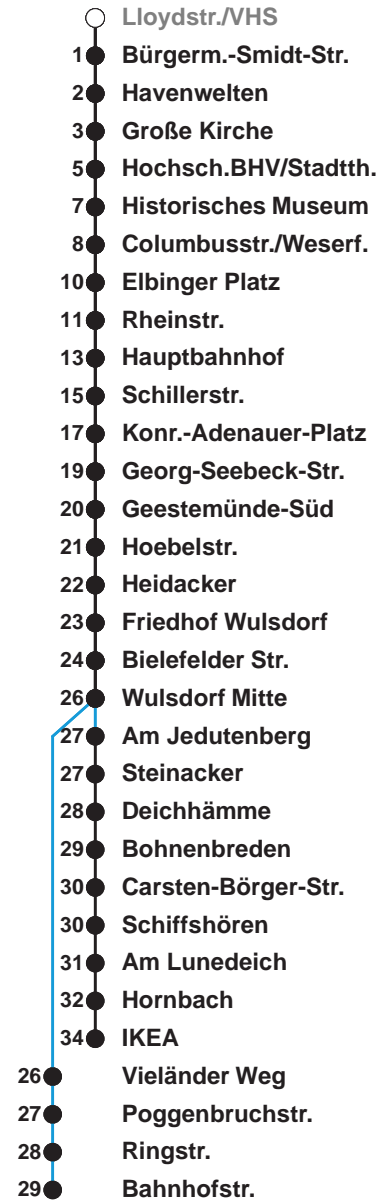 Lloydstr./VHS
1 Bürgerm.-Smidt-Str.
2 Havenwelten
3 Große Kirche
5 Hochsch.BHV/Stadtth.
7 Historisches Museum
8 Columbusstr./Weserf.
10 Elbinger Platz
11 Rheinstr.
13 Hauptbahnhof
15 Schillerstr.
17 Konr.-Adenauer-Platz
19 Georg-Seebeck-Str.
20 Geestemünde-Süd
21 Hoebelstr.
22 Heidacker
23 Friedhof Wulsdorf
24 Bielefelder Str.
26 Wulsdorf Mitte
27 Am Jedutenberg
27 Steinacker
28 Deichhämme
29 Bohnenbreden
30 Carsten-Börger-Str.
30 Schiffshören
31 Am Lunedeich
32 Hornbach
34 IKEA
26 Vieländer Weg
27 Poggenbruchstr.
28 Ringstr.
29 Bahnhofstr.